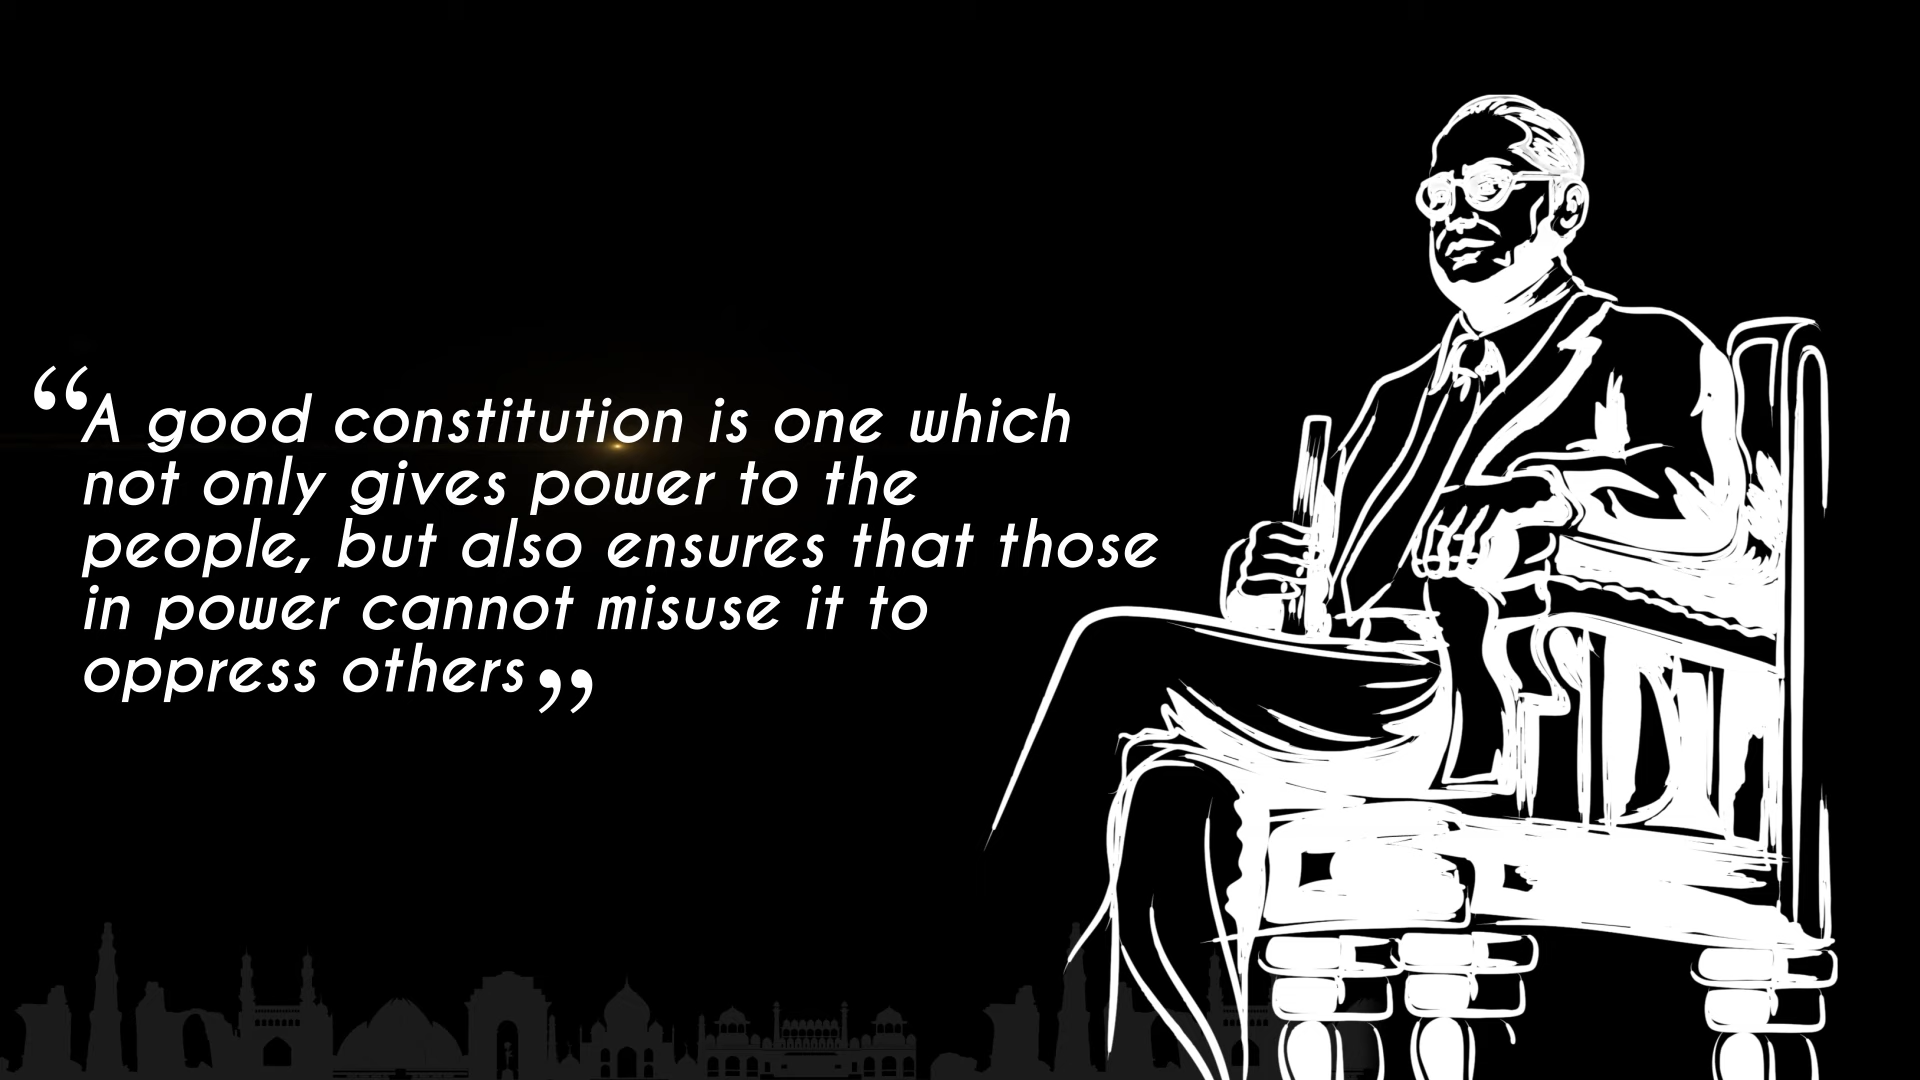 “A good constitution is one which
not only gives power to the
people, but also ensures that those
in power cannot misuse it to
oppress others”